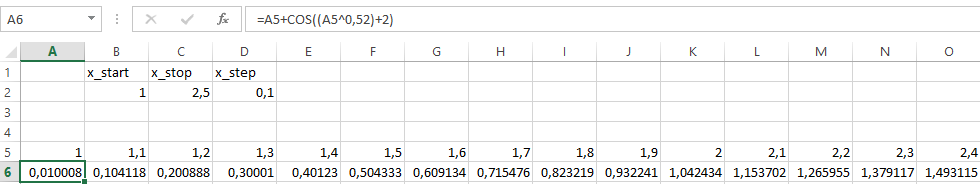 A6 fx =A5+COS((A5^0,52)+2)
A B C D E F G H I J K L M N O
1 x_start x_stop x_step
2 1 2,5 0,1
3
4
5 1 1,1 1,2 1,3 1,4 1,5 1,6 1,7 1,8 1,9 2 2,1 2,2 2,3 2,4
6 0,010008 0,104118 0,200888 0,30001 0,40123 0,504333 0,609134 0,715476 0,823219 0,932241 1,042434 1,153702 1,265955 1,379117 1,493119